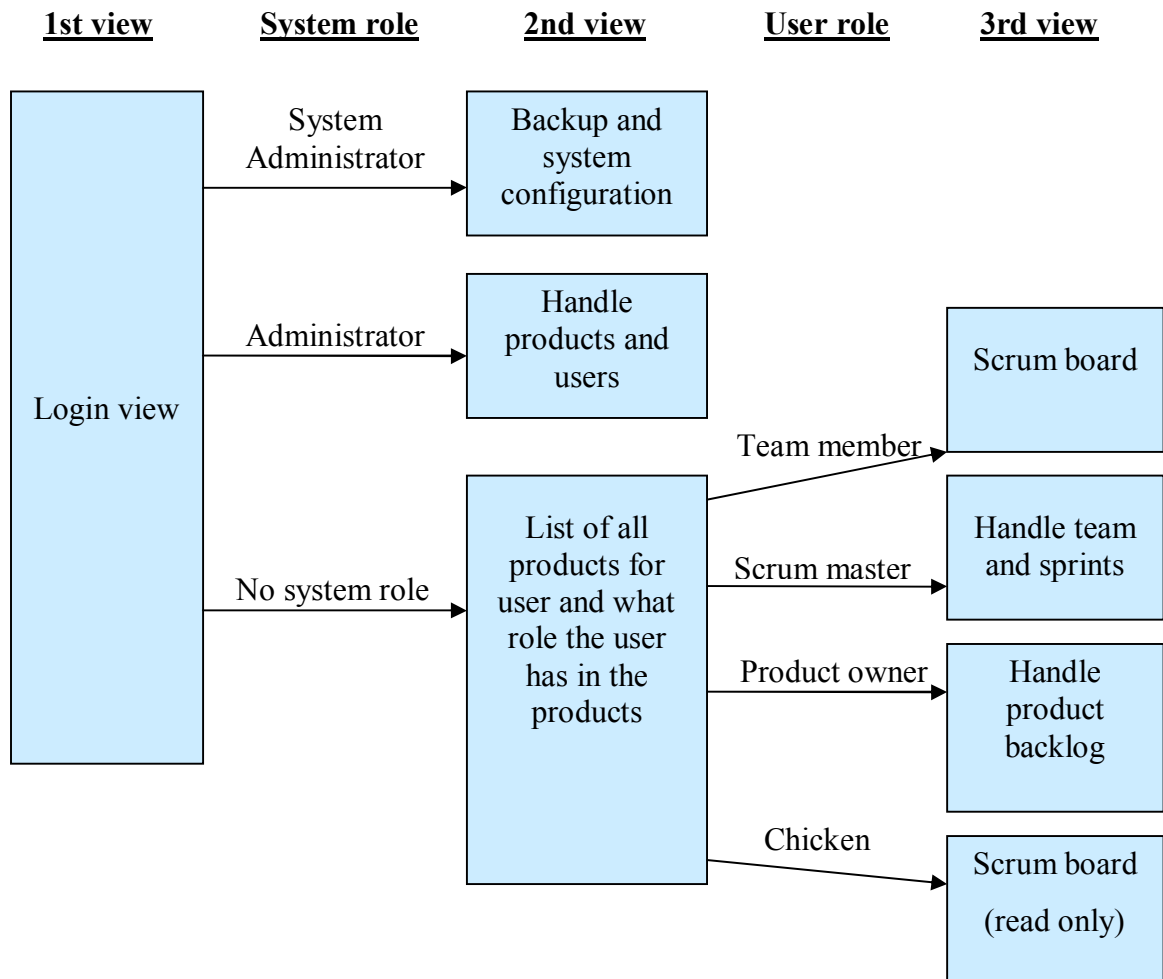 1st view
System role
2nd view
User role
3rd view
Login view
System
Administrator
Administrator
No system role
Backup and
system
configuration
Handle
products and
users
List of all
products for
user and what
role the user
has in the
products
Team member
Scrum master
Product owner
Chicken
Scrum board
Handle team
and sprints
Handle
product
backlog
Scrum board
(read only)